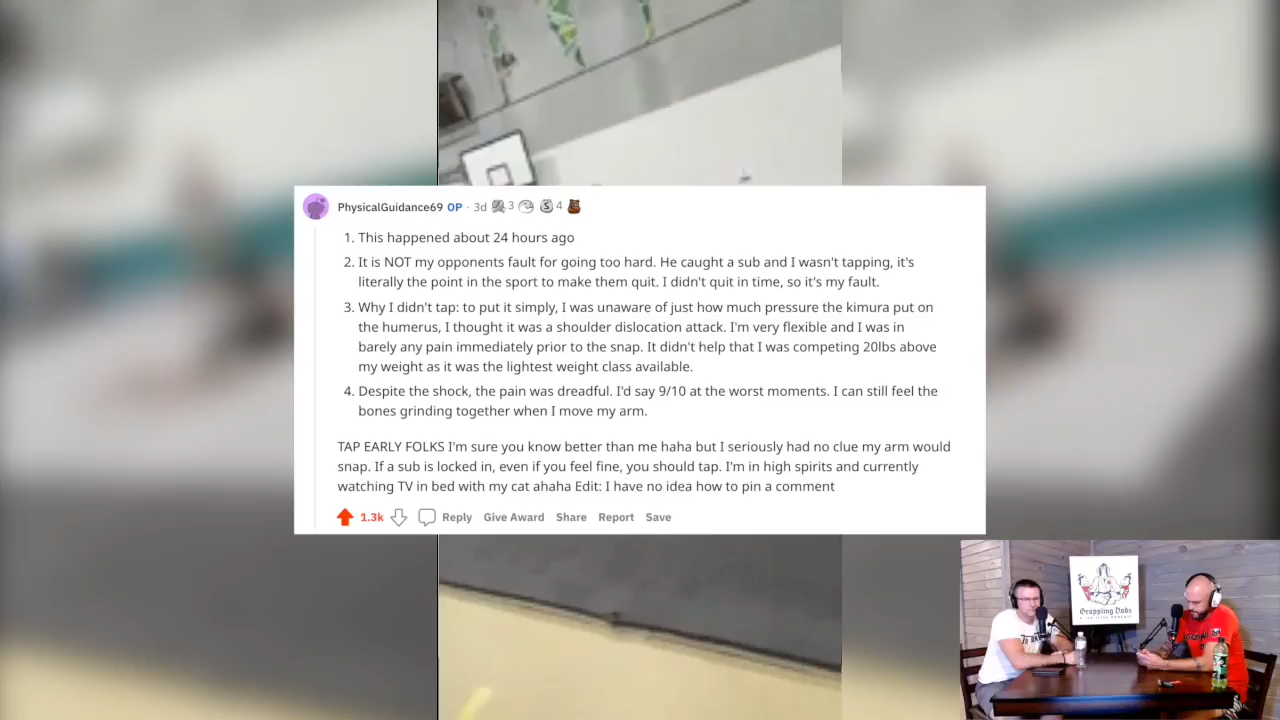 PhysicalGuidance69 OP · 3d 3 4
1. This happened about 24 hours ago
2. It is NOT my opponents fault for going too hard. He caught a sub and I wasn't tapping, it's
literally the point in the sport to make them quit. I didn't quit in time, so it's my fault.
3. Why I didn't tap: to put it simply, I was unaware of just how much pressure the kimura put on
the humerus, I thought it was a shoulder dislocation attack. I'm very flexible and I was in
barely any pain immediately prior to the snap. It didn't help that I was competing 20lbs above
my weight as it was the lightest weight class available.
4. Despite the shock, the pain was dreadful. I'd say 9/10 at the worst moments. I can still feel the
bones grinding together when I move my arm.
TAP EARLY FOLKS I'm sure you know better than me haha but I seriously had no clue my arm would
snap. If a sub is locked in, even if you feel fine, you should tap. I'm in high spirits and currently
watching TV in bed with my cat ahaha Edit: I have no idea how to pin a comment
1.3k Reply Give Award Share Report Save
Grappling Dads